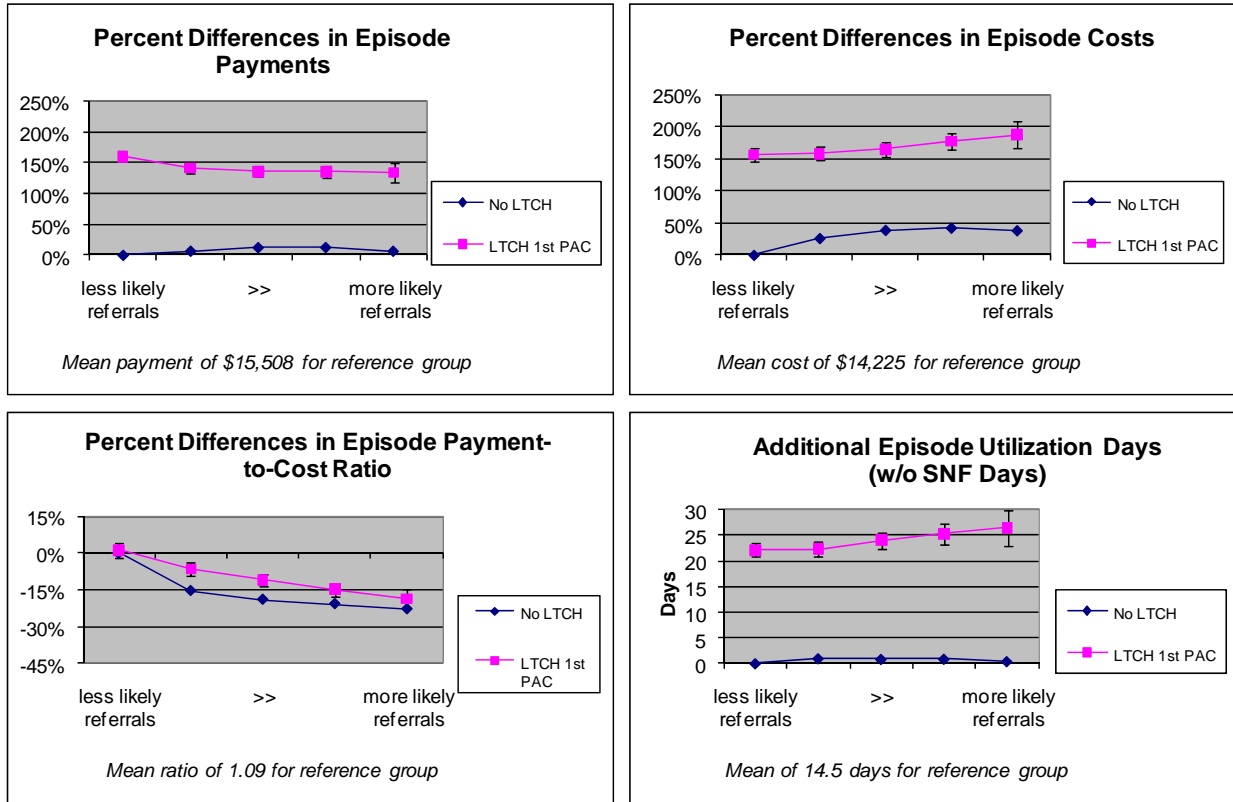 Percent Differences in Episode
Payments
250%
200%
150%
100%
50%
0%
less likely
referrals
>>
more likely
referrals
No LTCH
LTCH 1st PAC
Mean payment of $15,508 for reference group
Percent Differences in Episode Costs
250%
200%
150%
100%
50%
0%
less likely
referrals
>>
more likely
referrals
No LTCH
LTCH 1st PAC
Mean cost of $14,225 for reference group
Percent Differences in Episode Payment-
to-Cost Ratio
15%
0%
-15%
-30%
-45%
less likely
referrals
>>
more likely
referrals
No LTCH
LTCH 1st
PAC
Mean ratio of 1.09 for reference group
Additional Episode Utilization Days
(w/o SNF Days)
Days
30
25
20
15
10
5
0
less likely
referrals
>>
more likely
referrals
No LTCH
LTCH 1st PAC
Mean of 14.5 days for reference group